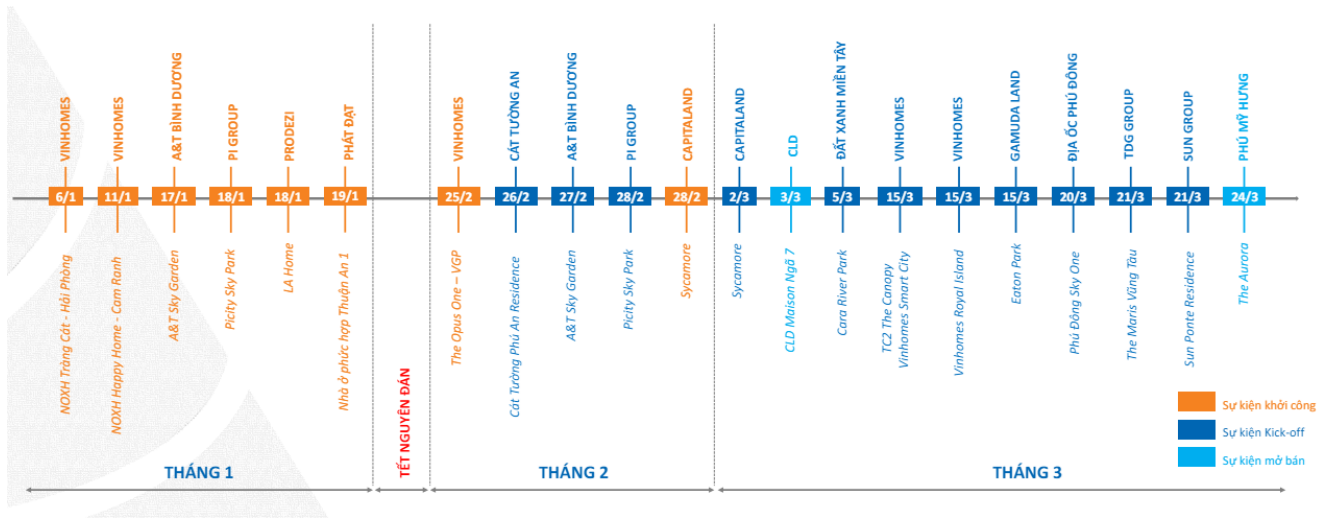 VINHOMES
VINHOMES
A&T BÌNH DƯƠNG
PI GROUP
PRODEZI
PHÁT ĐẠT
VINHOMES
CÁT TƯỜNG AN
A&T BÌNH DƯƠNG
PI GROUP
CAPITALAND
CAPITALAND
CLD
ĐẤT XANH MIỀN TÂY
VINHOMES
VINHOMES
GAMUDA LAND
ĐỊA ỐC PHÚ ĐÔNG
TDG GROUP
SUN GROUP
PHÚ MỸ HƯNG
6/1
11/1
17/1
18/1
18/1
19/1
25/2
26/2
27/2
28/2
28/2
2/3
3/3
5/3
15/3
15/3
15/3
20/3
21/3
21/3
24/3
NOXH Tràng Cát - Hải Phòng
NOXH Happy Home - Cam Ranh
A&T Sky Garden
Picity Sky Park
LA Home
Nhà ở phức hợp Thuận An 1
TẾT NGUYÊN ĐÁN
The Opus One – VGP
Cát Tường Phú An Residence
A&T Sky Garden
Picity Sky Park
Sycamore
Sycamore
CLD Maison Ngã 7
Cara River Park
TC2 The Canopy
Vinhomes Smart City
Vinhomes Royal Island
Eaton Park
Phú Đông Sky One
The Maris Vũng Tàu
Sun Ponte Residence
The Aurora
Sự kiện khởi công
Sự kiện Kick-off
Sự kiện mở bán
THÁNG 1
THÁNG 2
THÁNG 3